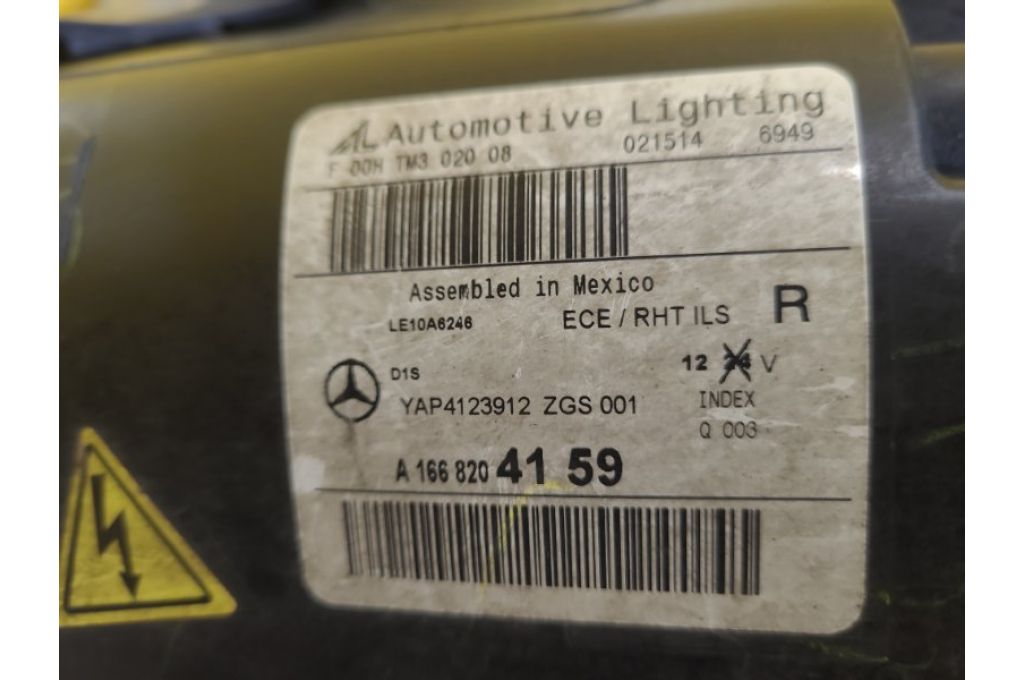 AL Automotive Lighting
F 00H TM3 020 08 021514 6949
Assembled in Mexico
LE10A6246 ECE / RHT ILS R
D1S 12 24 V
YAP4123912 ZGS 001 INDEX
Q 003
A 166 820 41 59